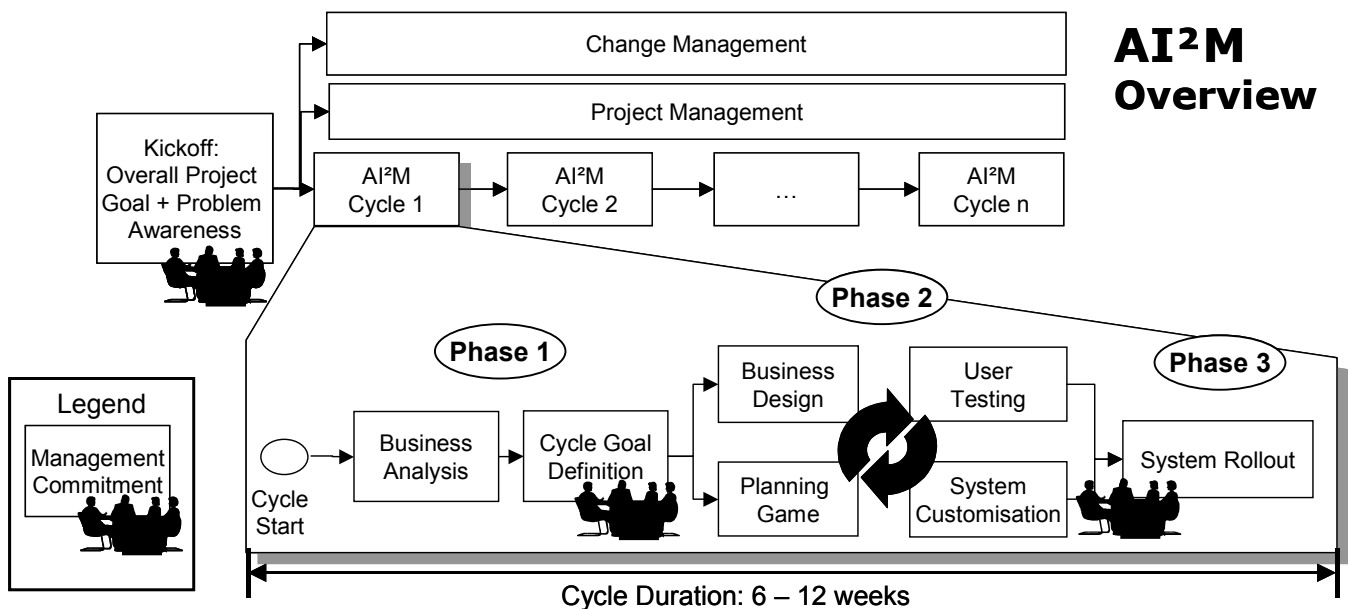 AI²M
Overview
Change Management
Project Management
Kickoff:
Overall Project
Goal + Problem
Awareness
AI²M
Cycle 1
AI²M
Cycle 2
…
AI²M
Cycle n
Phase 1
Phase 2
Phase 3
Legend
Management
Commitment
Cycle
Start
Business
Analysis
Cycle Goal
Definition
Business
Design
Planning
Game
User
Testing
System
Customisation
System Rollout
Cycle Duration: 6 – 12 weeks